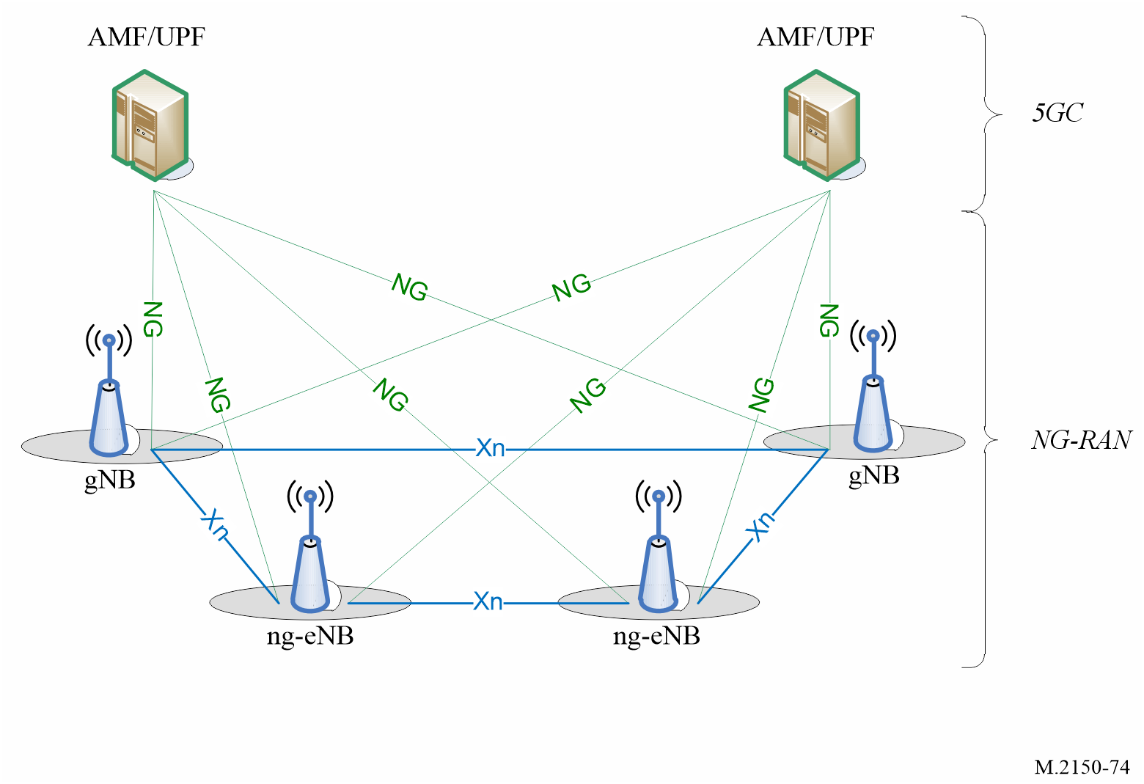 AMF/UPF
AMF/UPF
5GC
NG
NG
NG
NG
NG
NG
NG
NG
gNB
Xn
gNB
NG-RAN
Xn
Xn
ng-eNB
Xn
ng-eNB
M.2150-74